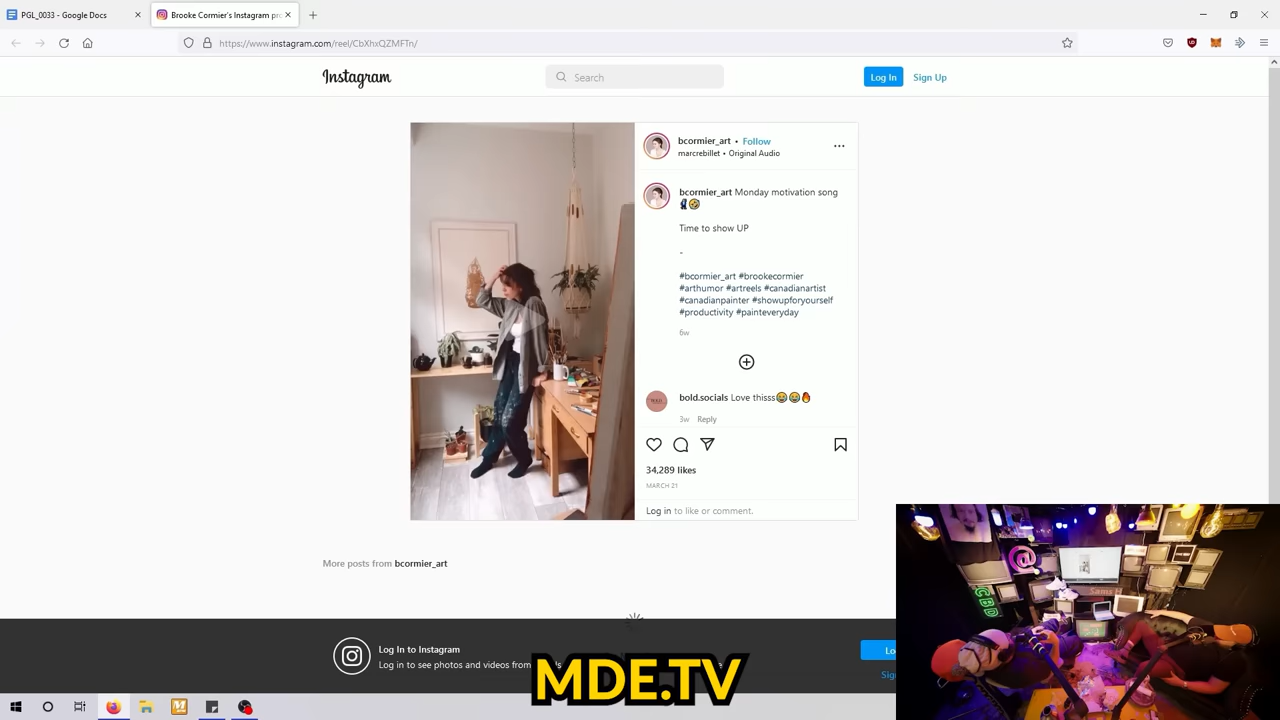 PGL_0033 - Google Docs
Brooke Cormier's Instagram pr
https://www.instagram.com/reel/CbXhxQZMFTn/
Instagram
Search
Log In
Sign Up
bcormier_art • Follow
marcrebillet • Original Audio
bcormier_art Monday motivation song
Time to show UP
-
#bcormier_art #brookecormier
#arthumor #artreels #canadianartist
#canadianpainter #showupforyourself
#productivity #painteveryday
6w
bold.socials Love thisss😂😂🔥
3w Reply
34,289 likes
MARCH 21
Log in to like or comment.
More posts from bcormier_art
Log In to Instagram
Log in to see photos and videos from
MDE.TV
CBD
@
Sams H